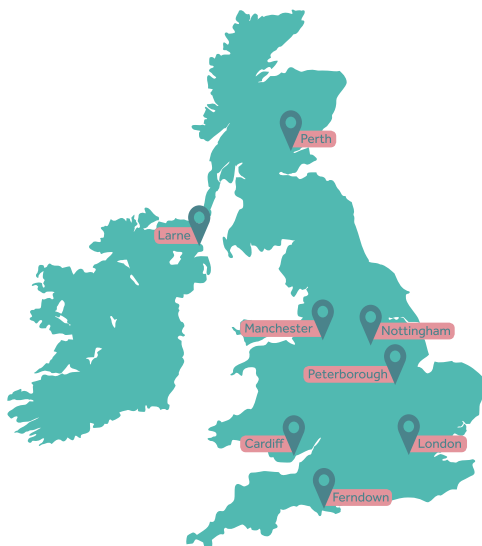 Perth
Larne
Manchester
Nottingham
Peterborough
Cardiff
London
Ferndown